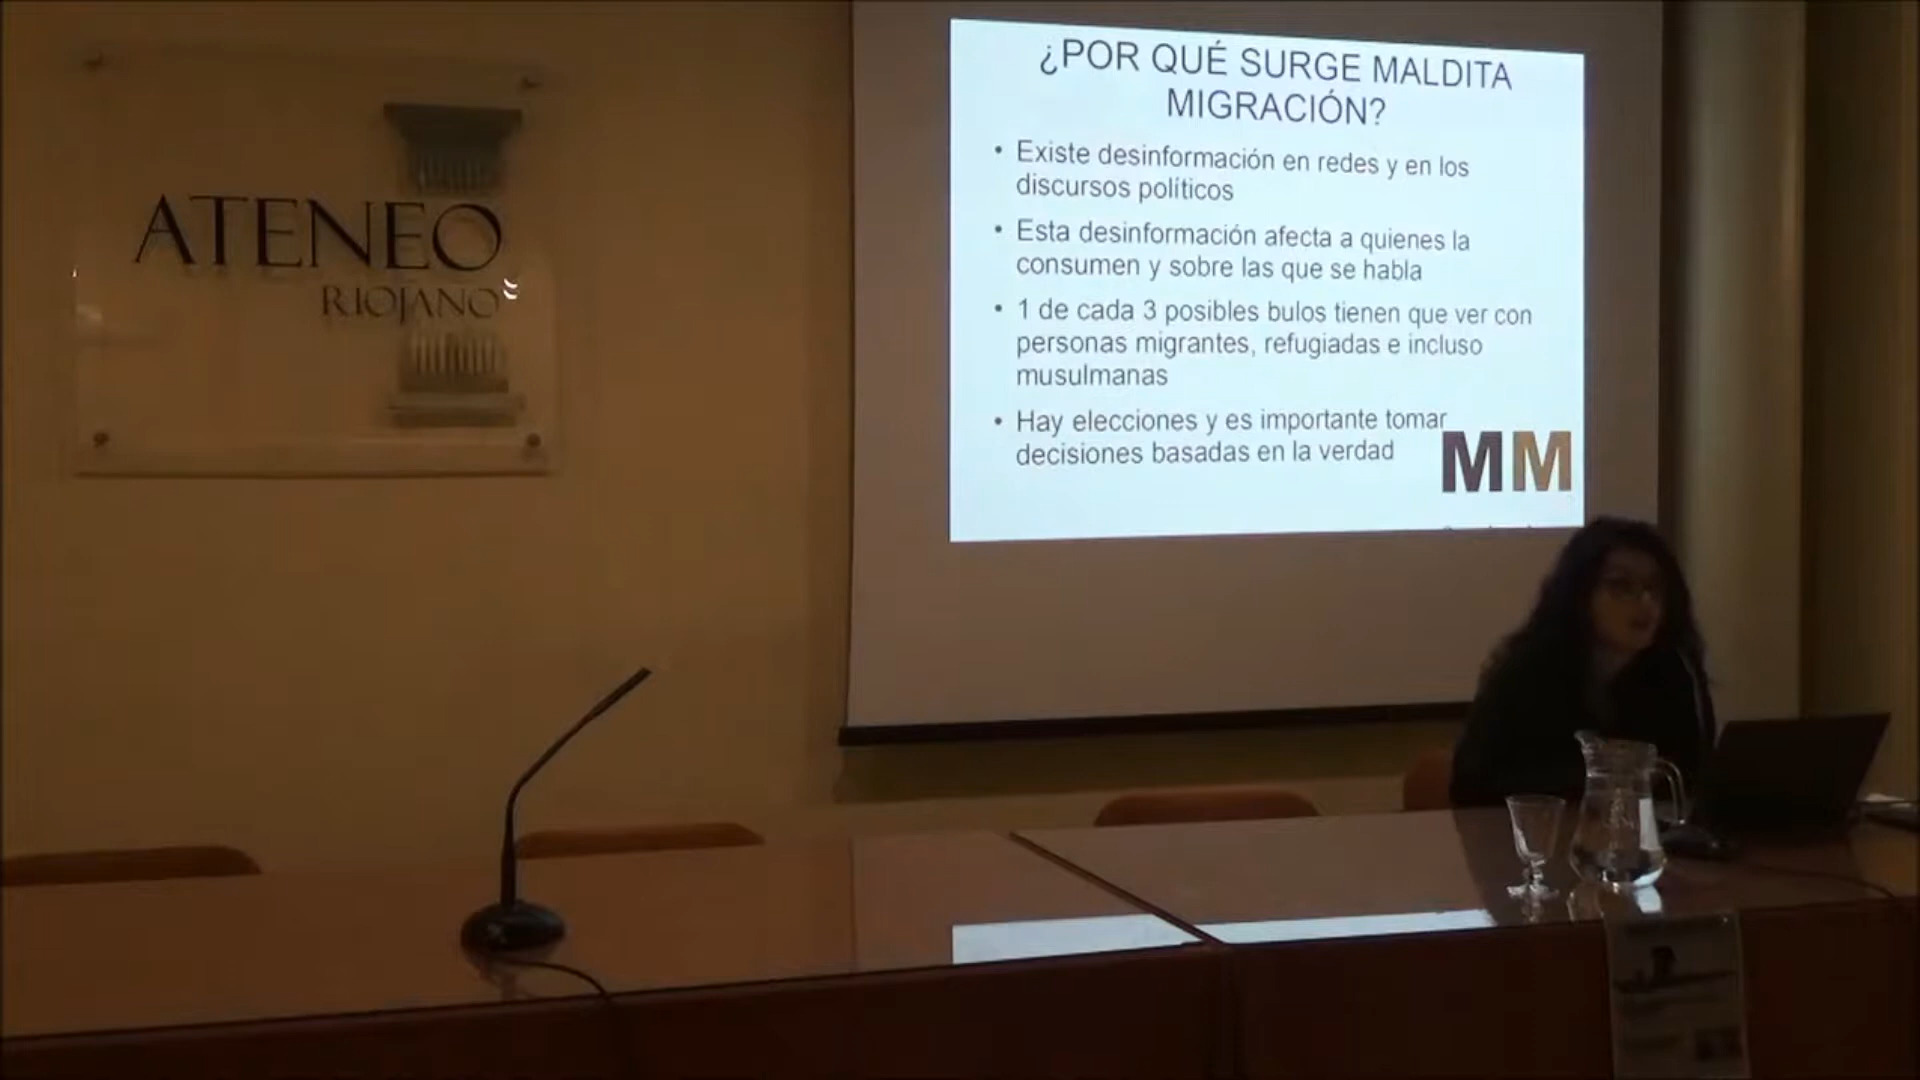 ATENEO
RIOJANO
¿POR QUÉ SURGE MALDITA
MIGRACIÓN?
• Existe desinformación en redes y en los
discursos políticos
• Esta desinformación afecta a quienes la
consumen y sobre las que se habla
• 1 de cada 3 posibles bulos tienen que ver con
personas migrantes, refugiadas e incluso
musulmanas
• Hay elecciones y es importante tomar
decisiones basadas en la verdad
MM